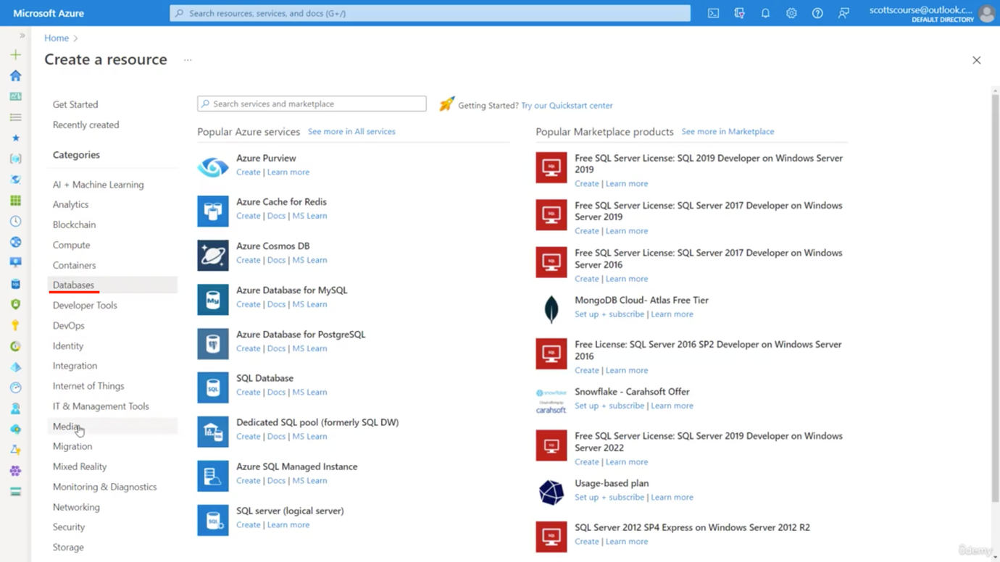 Microsoft Azure
Search resources, services, and docs (G+/)
scottscourse@outlook.c...
DEFAULT DIRECTORY
Home >
Create a resource ...
Get Started
Recently created
Categories
AI + Machine Learning
Analytics
Blockchain
Compute
Containers
Databases
Developer Tools
DevOps
Identity
Integration
Internet of Things
IT & Management Tools
Media
Migration
Mixed Reality
Monitoring & Diagnostics
Networking
Security
Storage
Search services and marketplace
Getting Started? Try our Quickstart center
Popular Azure services See more in All services
Azure Purview
Create | Learn more
Azure Cache for Redis
Create | Docs | MS Learn
Azure Cosmos DB
Create | Docs | MS Learn
My
Azure Database for MySQL
Create | Docs | MS Learn
Azure Database for PostgreSQL
Create | Docs | MS Learn
SQL
SQL Database
Create | Docs | MS Learn
Dedicated SQL pool (formerly SQL DW)
Create | Docs | MS Learn
Azure SQL Managed Instance
Create | Docs | MS Learn
SQL
SQL server (logical server)
Create | Learn more
Popular Marketplace products See more in Marketplace
SQL
Free SQL Server License: SQL 2019 Developer on Windows Server
2019
Create | Learn more
SQL
Free SQL Server License: SQL Server 2017 Developer on Windows
Server 2019
Create | Learn more
SQL
Free SQL Server License: SQL Server 2017 Developer on Windows
Server 2016
Create | Learn more
MongoDB Cloud- Atlas Free Tier
Set up + subscribe | Learn more
SQL
Free License: SQL Server 2016 SP2 Developer on Windows Server
2016
Create | Learn more
snowflake
carahsoft
Snowflake - Carahsoft Offer
Set up + subscribe | Learn more
SQL
Free SQL Server License: SQL Server 2019 Developer on Windows
Server 2022
Create | Learn more
Usage-based plan
Set up + subscribe | Learn more
SQL
SQL Server 2012 SP4 Express on Windows Server 2012 R2
Create | Learn more
ûdemy